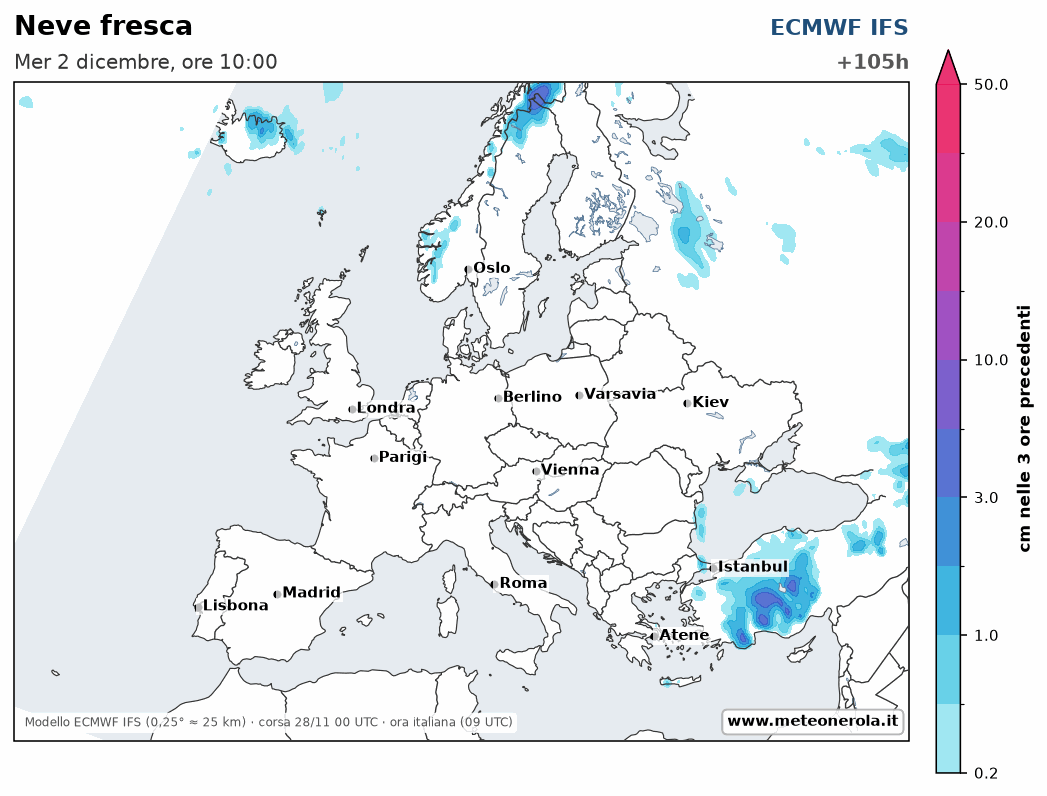 Neve fresca
ECMWF IFS
Mer 2 dicembre, ore 10:00
+105h
50.0
20.0
10.0
3.0
1.0
0.2
cm nelle 3 ore precedenti
Oslo
Berlino
Varsavia
Kiev
Londra
Parigi
Vienna
Istanbul
Roma
Madrid
Lisbona
Atene
Modello ECMWF IFS (0,25° ≈ 25 km) · corsa 28/11 00 UTC · ora italiana (09 UTC)
www.meteonerola.it